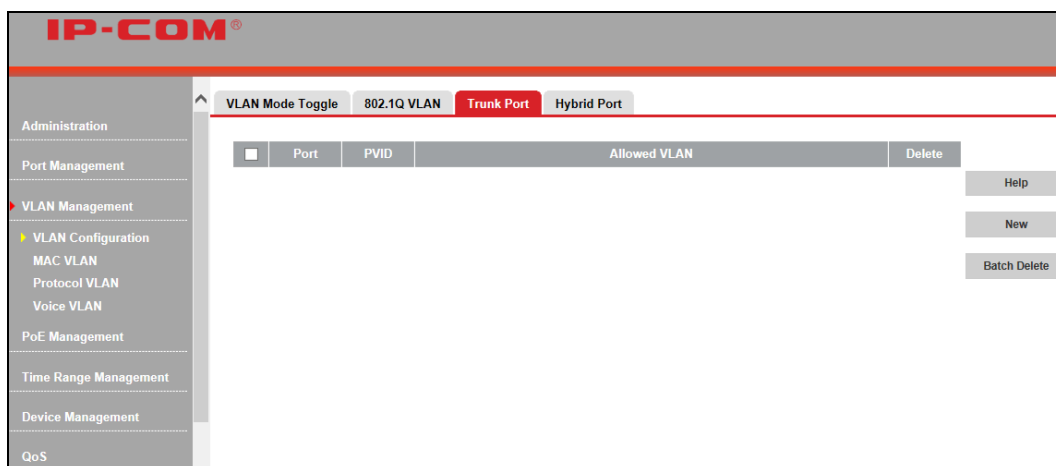 IP-COM®
VLAN Mode Toggle 802.1Q VLAN Trunk Port Hybrid Port
Administration
Port Management
VLAN Management
VLAN Configuration
MAC VLAN
Protocol VLAN
Voice VLAN
PoE Management
Time Range Management
Device Management
QoS
Port PVID Allowed VLAN Delete
Help
New
Batch Delete